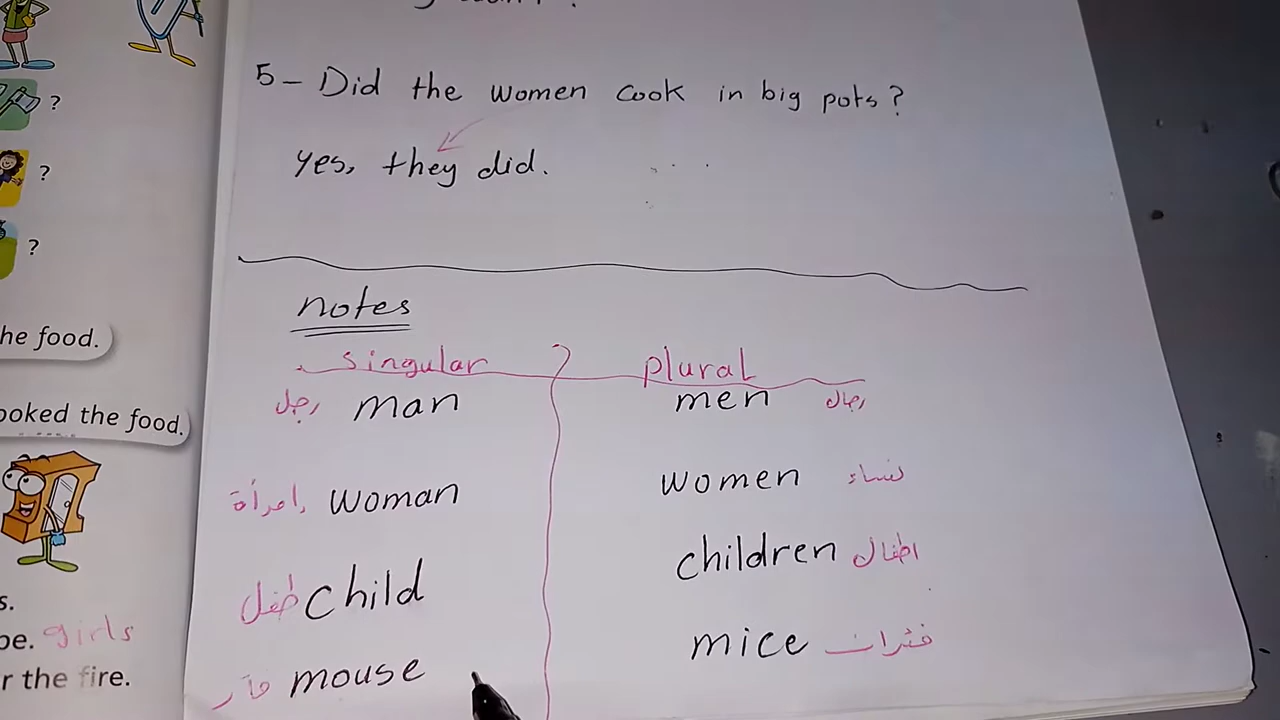 5- Did the women cook in big pots?
yes, they did.
notes
singular plural
رجل man men رجال
امرأة woman women نساء
طفل child children اطفال
فأر mouse mice فئران
?
?
?
he food.
ooked the food.
s.
pe. girls
r the fire.